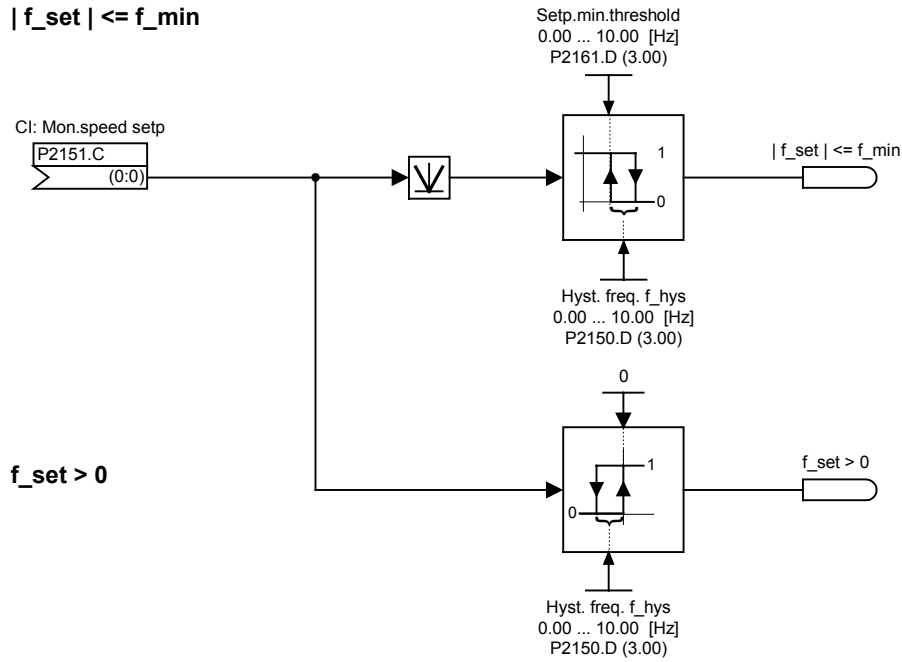 | f_set | <= f_min
Setp.min.threshold
0.00 ... 10.00 [Hz]
P2161.D (3.00)
CI: Mon.speed setp
P2151.C
(0:0)
1
0
| f_set | <= f_min
Hyst. freq. f_hys
0.00 ... 10.00 [Hz]
P2150.D (3.00)
f_set > 0
0
1
0
f_set > 0
Hyst. freq. f_hys
0.00 ... 10.00 [Hz]
P2150.D (3.00)